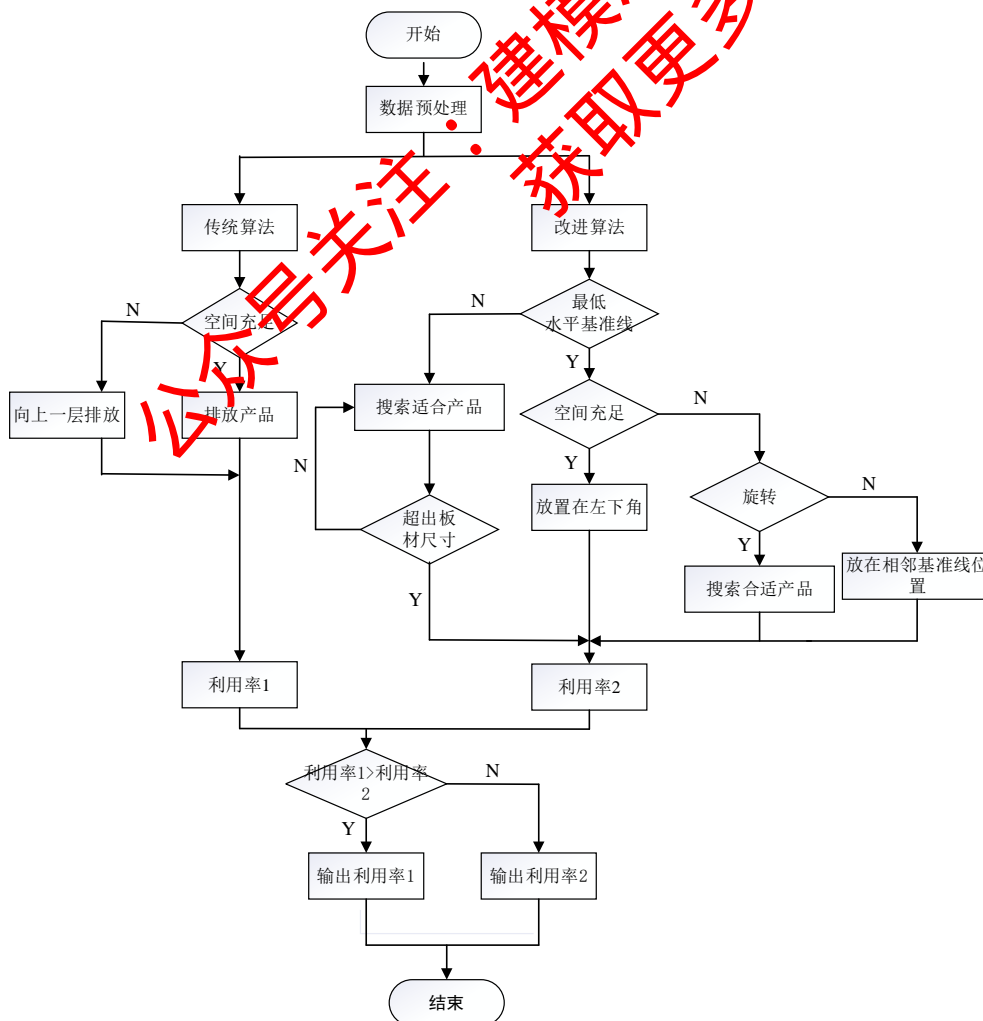 开始
数据预处理
传统算法
改进算法
空间充足
N
Y
最低
水平基准线
N
Y
向上一层排放
排放产品
搜索适合产品
空间充足
N
Y
N
放置在左下角
旋转
N
Y
超出板
材尺寸
Y
搜索合适产品
放在相邻基准线位
置
利用率1
利用率2
利用率1>利用率
2
N
Y
输出利用率1
输出利用率2
结束
公众号关注：建模
获取更多